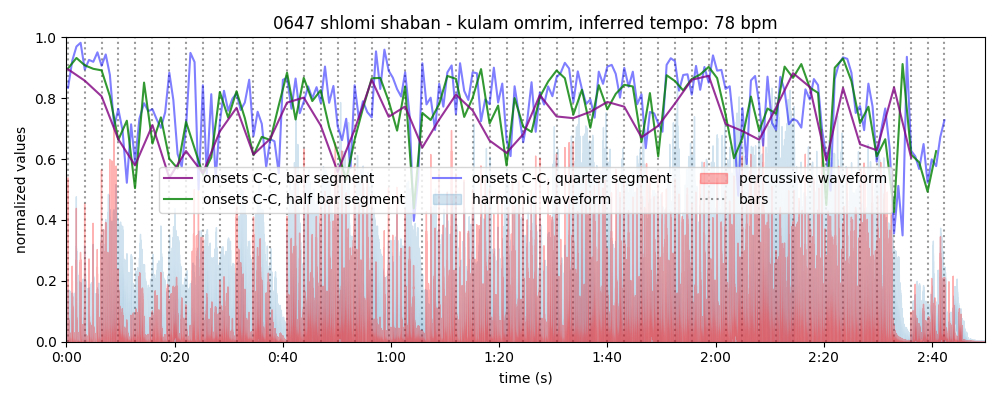 0647 shlomi shaban - kulam omrim, inferred tempo: 78 bpm
1.0
0.8
0.6
0.4
0.2
0.0
normalized values
onsets C-C, bar segment
onsets C-C, half bar segment
onsets C-C, quarter segment
harmonic waveform
percussive waveform
bars
0:00 0:20 0:40 1:00 1:20 1:40 2:00 2:20 2:40
time (s)